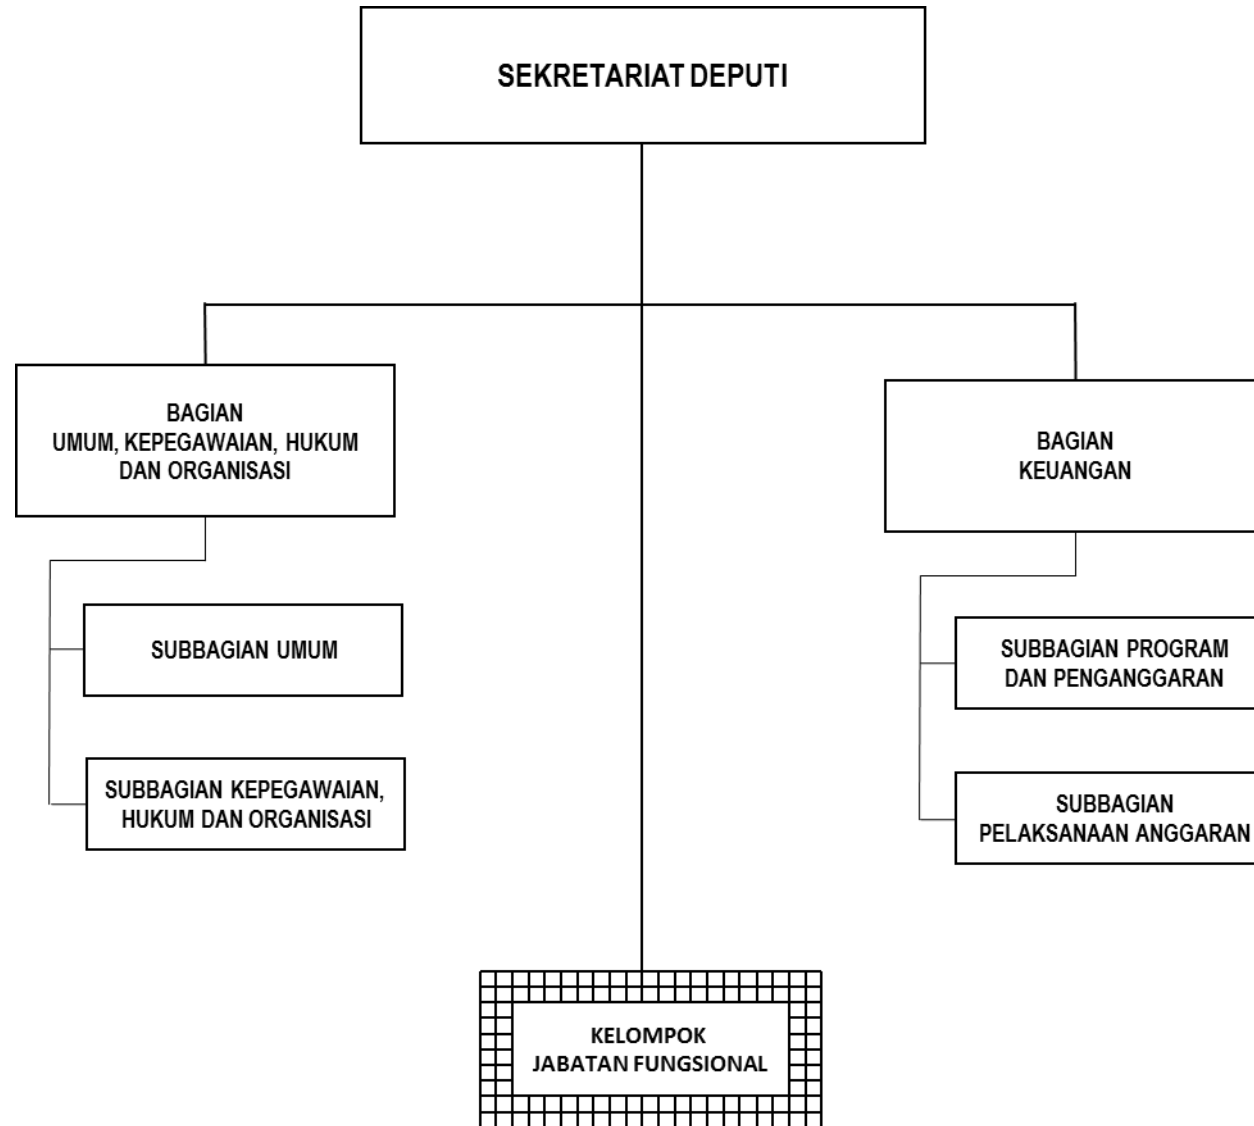 SEKRETARIAT DEPUTI
BAGIAN
UMUM, KEPEGAWAIAN, HUKUM
DAN ORGANISASI
BAGIAN
KEUANGAN
SUBBAGIAN UMUM
SUBBAGIAN PROGRAM
DAN PENGANGGARAN
SUBBAGIAN KEPEGAWAIAN,
HUKUM DAN ORGANISASI
SUBBAGIAN
PELAKSANAAN ANGGARAN
KELOMPOK
JABATAN FUNGSIONAL